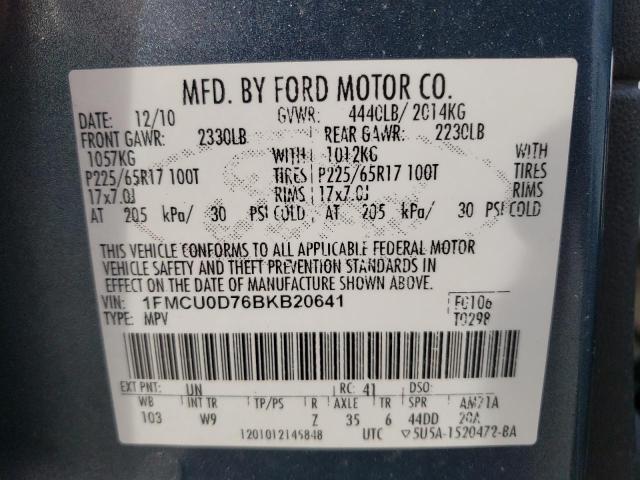 MFD. BY FORD MOTOR CO.
DATE: 12/10 GVWR: 4440LB/ 2014KG
FRONT GAWR: 2330LB REAR GAWR: 2230LB
1057KG WITH 1012KG WITH
P225/65R17 100T TIRES P225/65R17 100T TIRES
17x7.0J RIMS 17x7.0J RIMS
AT 205 kPa/ 30 PSI COLD AT 205 kPa/ 30 PSI COLD
THIS VEHICLE CONFORMS TO ALL APPLICABLE FEDERAL MOTOR
VEHICLE SAFETY AND THEFT PREVENTION STANDARDS IN
EFFECT ON THE DATE OF MANUFACTURE SHOWN ABOVE.
VIN: 1FMCU0D76BKB20641 F0106
TYPE: MPV T0298
EXT PNT: UN RC: 41 DSO:
WB INT TR TP/PS R AXLE TR SPR AM21A
103 W9 Z 35 6 44DD 20A
1201012145848 UTC ▽5U5A-1520472-BA